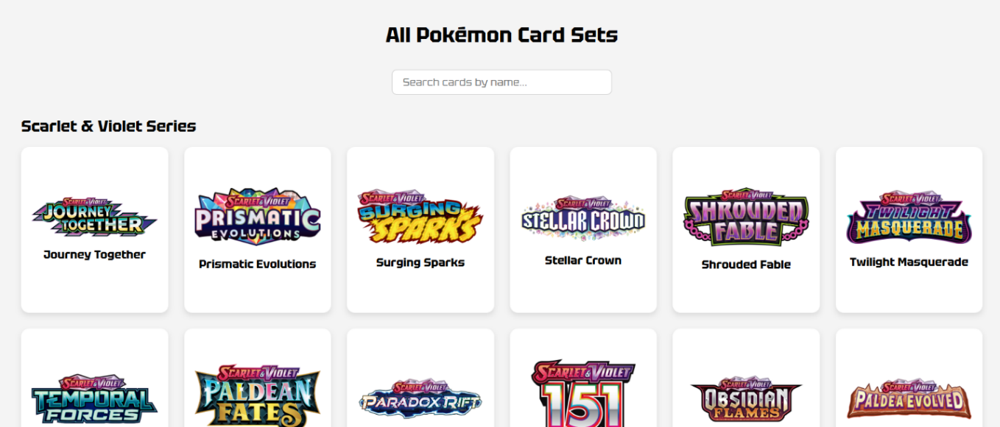 All Pokémon Card Sets
Search cards by name...
Scarlet & Violet Series
SCARLET & VIOLET
JOURNEY
TOGETHER
Journey Together
SCARLET & VIOLET
PRISMATIC
EVOLUTIONS
Prismatic Evolutions
SCARLET & VIOLET
SURGING
SPARKS
Surging Sparks
SCARLET & VIOLET
STELLAR CROWN
Stellar Crown
SCARLET & VIOLET
SHROUDED
FABLE
Shrouded Fable
SCARLET & VIOLET
TWILIGHT
MASQUERADE
Twilight Masquerade
SCARLET & VIOLET
TEMPORAL
FORCES
SCARLET & VIOLET
PALDEAN
FATES
SCARLET & VIOLET
PARADOX RIFT
SCARLET & VIOLET
151
SCARLET & VIOLET
OBSIDIAN
FLAMES
SCARLET & VIOLET
PALDEA EVOLVED